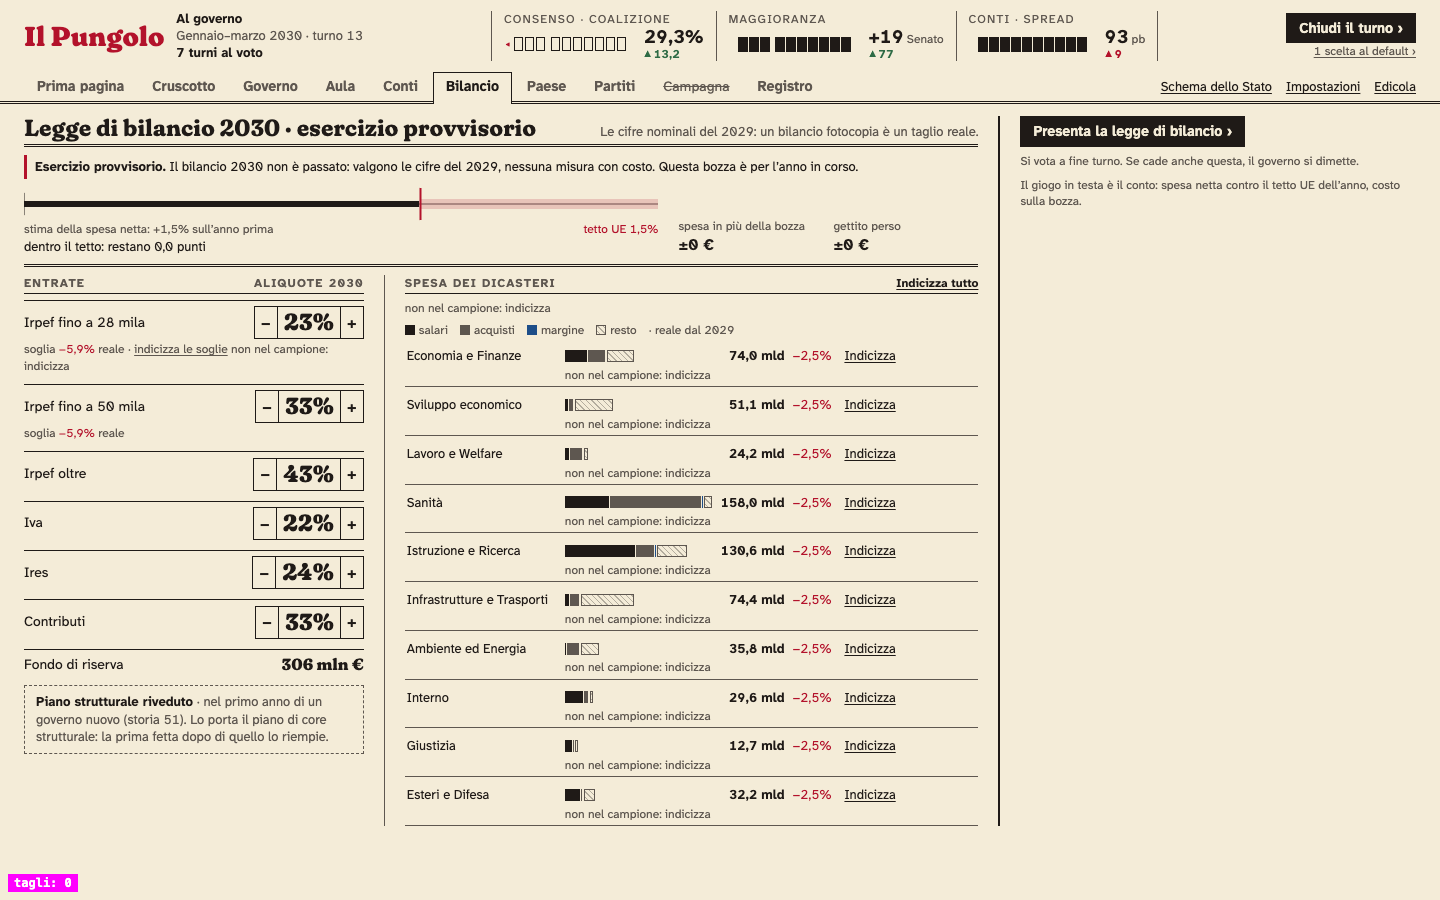 Il Pungolo
Al governo
Gennaio–marzo 2030 · turno 13
7 turni al voto
CONSENSO · COALIZIONE
29,3%
▲13,2
MAGGIORANZA
+19 Senato
▲77
CONTI · SPREAD
93 pb
▲9
Chiudi il turno ›
1 scelta al default ›
Prima pagina Cruscotto Governo Aula Conti Bilancio Paese Partiti Campagna Registro
Schema dello Stato Impostazioni Edicola
Legge di bilancio 2030 · esercizio provvisorio
Le cifre nominali del 2029: un bilancio fotocopia è un taglio reale.
Esercizio provvisorio. Il bilancio 2030 non è passato: valgono le cifre del 2029, nessuna misura con costo. Questa bozza è per l’anno in corso.
stima della spesa netta: +1,5% sull’anno prima
tetto UE 1,5%
dentro il tetto: restano 0,0 punti
spesa in più della bozza
±0 €
gettito perso
±0 €
ENTRATE ALIQUOTE 2030
Irpef fino a 28 mila − 23% +
soglia −5,9% reale · indicizza le soglie non nel campione:
indicizza
Irpef fino a 50 mila − 33% +
soglia −5,9% reale
Irpef oltre − 43% +
Iva − 22% +
Ires − 24% +
Contributi − 33% +
Fondo di riserva 306 mln €
Piano strutturale riveduto · nel primo anno di un
governo nuovo (storia 51). Lo porta il piano di core
strutturale: la prima fetta dopo di quello lo riempie.
SPESA DEI DICASTERI Indicizza tutto
non nel campione: indicizza
salari acquisti margine resto · reale dal 2029
Economia e Finanze 74,0 mld −2,5% Indicizza
non nel campione: indicizza
Sviluppo economico 51,1 mld −2,5% Indicizza
non nel campione: indicizza
Lavoro e Welfare 24,2 mld −2,5% Indicizza
non nel campione: indicizza
Sanità 158,0 mld −2,5% Indicizza
non nel campione: indicizza
Istruzione e Ricerca 130,6 mld −2,5% Indicizza
non nel campione: indicizza
Infrastrutture e Trasporti 74,4 mld −2,5% Indicizza
non nel campione: indicizza
Ambiente ed Energia 35,8 mld −2,5% Indicizza
non nel campione: indicizza
Interno 29,6 mld −2,5% Indicizza
non nel campione: indicizza
Giustizia 12,7 mld −2,5% Indicizza
non nel campione: indicizza
Esteri e Difesa 32,2 mld −2,5% Indicizza
non nel campione: indicizza
Presenta la legge di bilancio ›
Si vota a fine turno. Se cade anche questa, il governo si dimette.
Il giogo in testa è il conto: spesa netta contro il tetto UE dell’anno, costo
sulla bozza.
tagli: 0